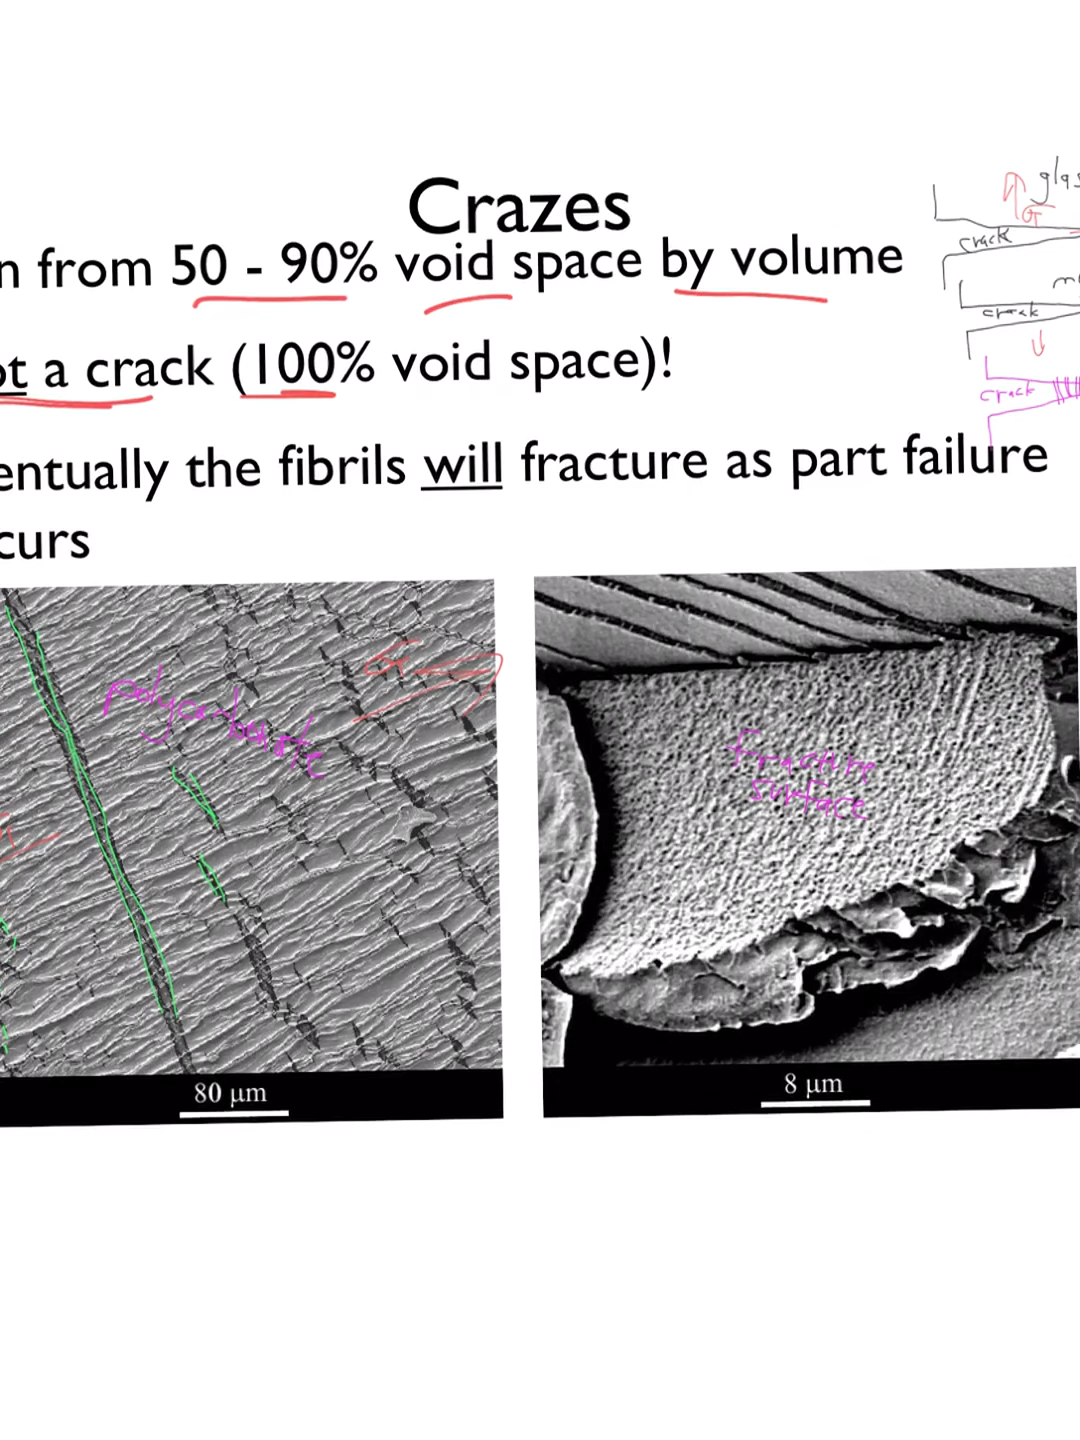 Crazes
n from 50 - 90% void space by volume
ot a crack (100% void space)!
entually the fibrils will fracture as part failure
curs
crack
crack
crack
polycarbonate
fracture
surface
80 µm
8 µm